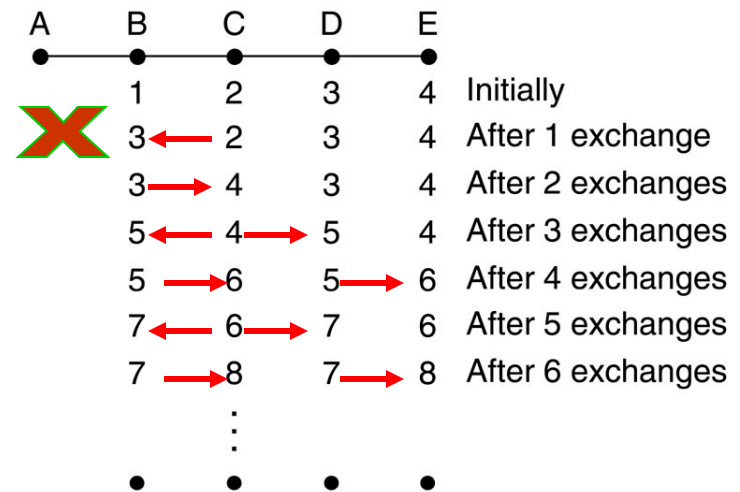 A B C D E
1 2 3 4 Initially
3 2 3 4 After 1 exchange
3 4 3 4 After 2 exchanges
5 4 5 4 After 3 exchanges
5 6 5 6 After 4 exchanges
7 6 7 6 After 5 exchanges
7 8 7 8 After 6 exchanges